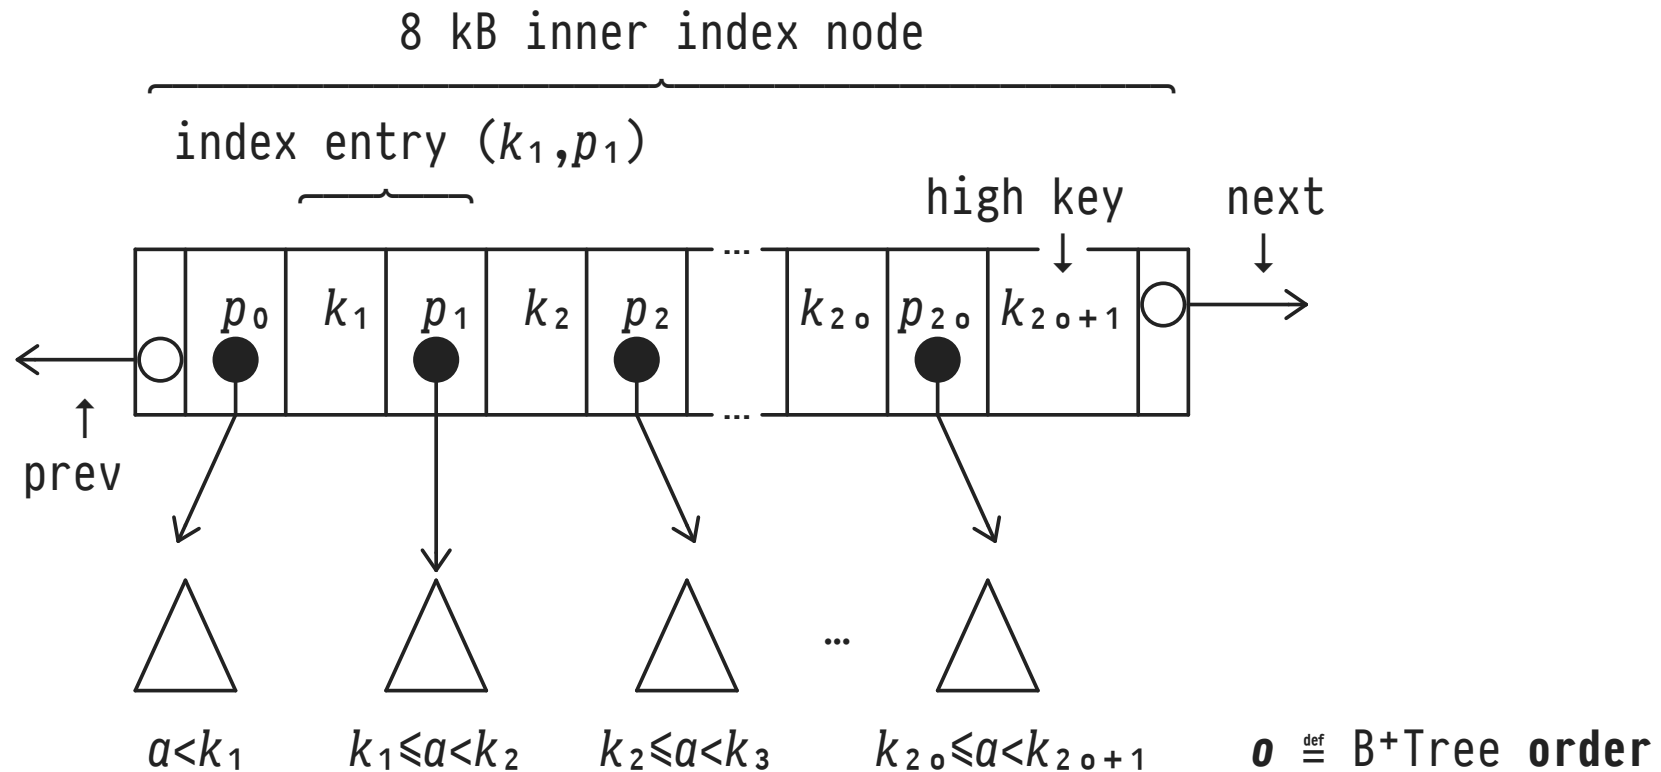 8 kB inner index node
index entry (k₁,p₁)
high key next
... 
p₀ k₁ p₁ k₂ p₂ k₂ₒ p₂ₒ k₂ₒ₊₁
...
prev
...
a<k₁ k₁⩽a<k₂ k₂⩽a<k₃ k₂ₒ⩽a<k₂ₒ₊₁ o ≝ B⁺Tree order